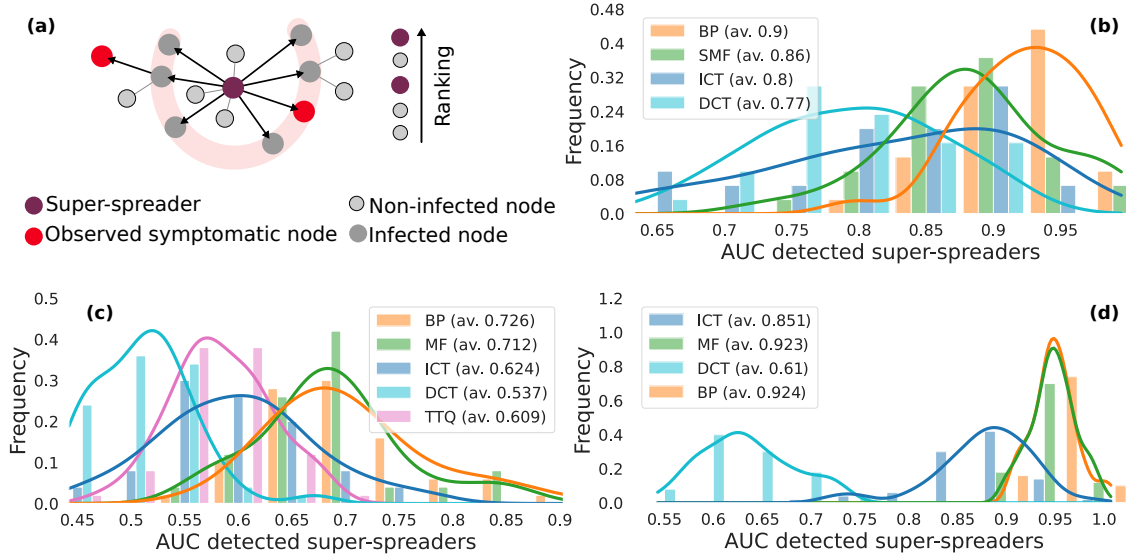 (a)
Ranking
Super-spreader
Observed symptomatic node
Non-infected node
Infected node
(b)
0.48
0.4
0.32
0.24
0.16
0.08
0.0
Frequency
BP (av. 0.9)
SMF (av. 0.86)
ICT (av. 0.8)
DCT (av. 0.77)
0.65 0.7 0.75 0.8 0.85 0.9 0.95
AUC detected super-spreaders
(c)
0.5
0.4
0.3
0.2
0.1
0.0
Frequency
BP (av. 0.726)
MF (av. 0.712)
ICT (av. 0.624)
DCT (av. 0.537)
TTQ (av. 0.609)
0.45 0.5 0.55 0.6 0.65 0.7 0.75 0.8 0.85 0.9
AUC detected super-spreaders
(d)
1.2
1.0
0.8
0.6
0.4
0.2
0.0
Frequency
ICT (av. 0.851)
MF (av. 0.923)
DCT (av. 0.61)
BP (av. 0.924)
0.55 0.6 0.65 0.7 0.75 0.8 0.85 0.9 0.95 1.0
AUC detected super-spreaders